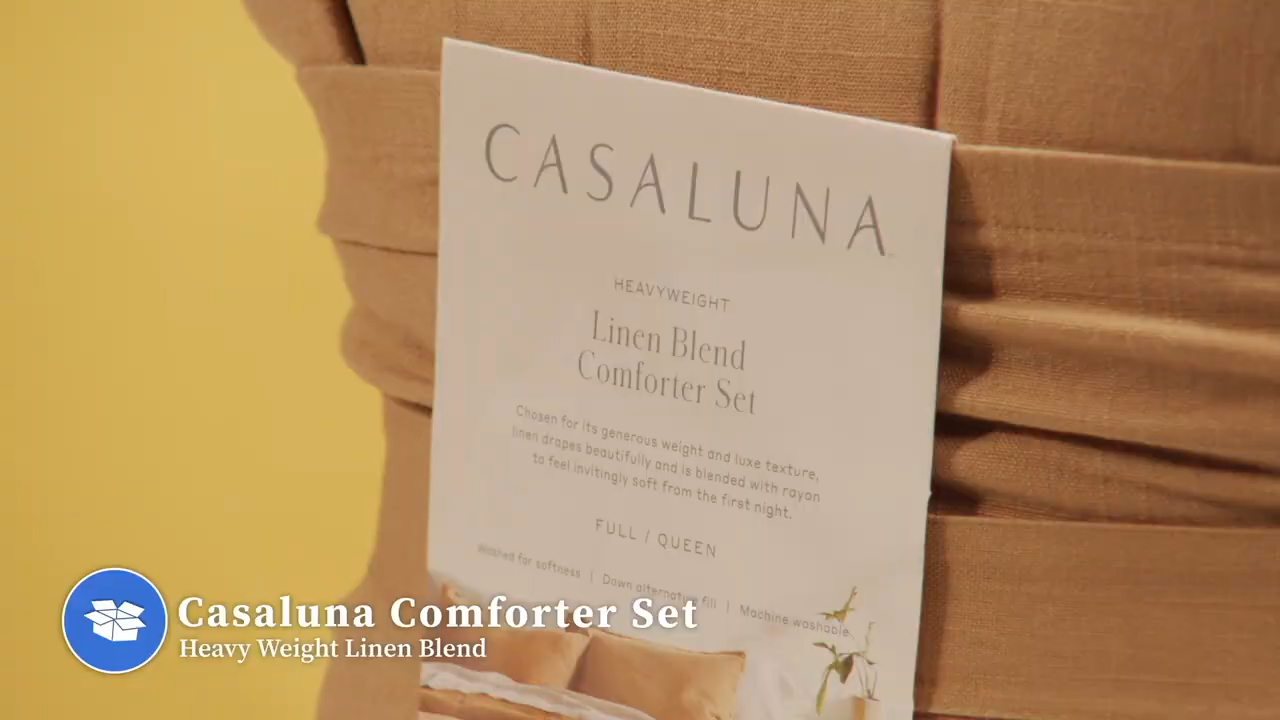 CASALUNA
HEAVYWEIGHT
Linen Blend
Comforter Set
Chosen for its generous weight and luxe texture,
linen drapes beautifully and is blended with rayon
to feel invitingly soft from the first night.
FULL / QUEEN
Washed for softness | Down alternative fill | Machine washable
Casaluna Comforter Set
Heavy Weight Linen Blend